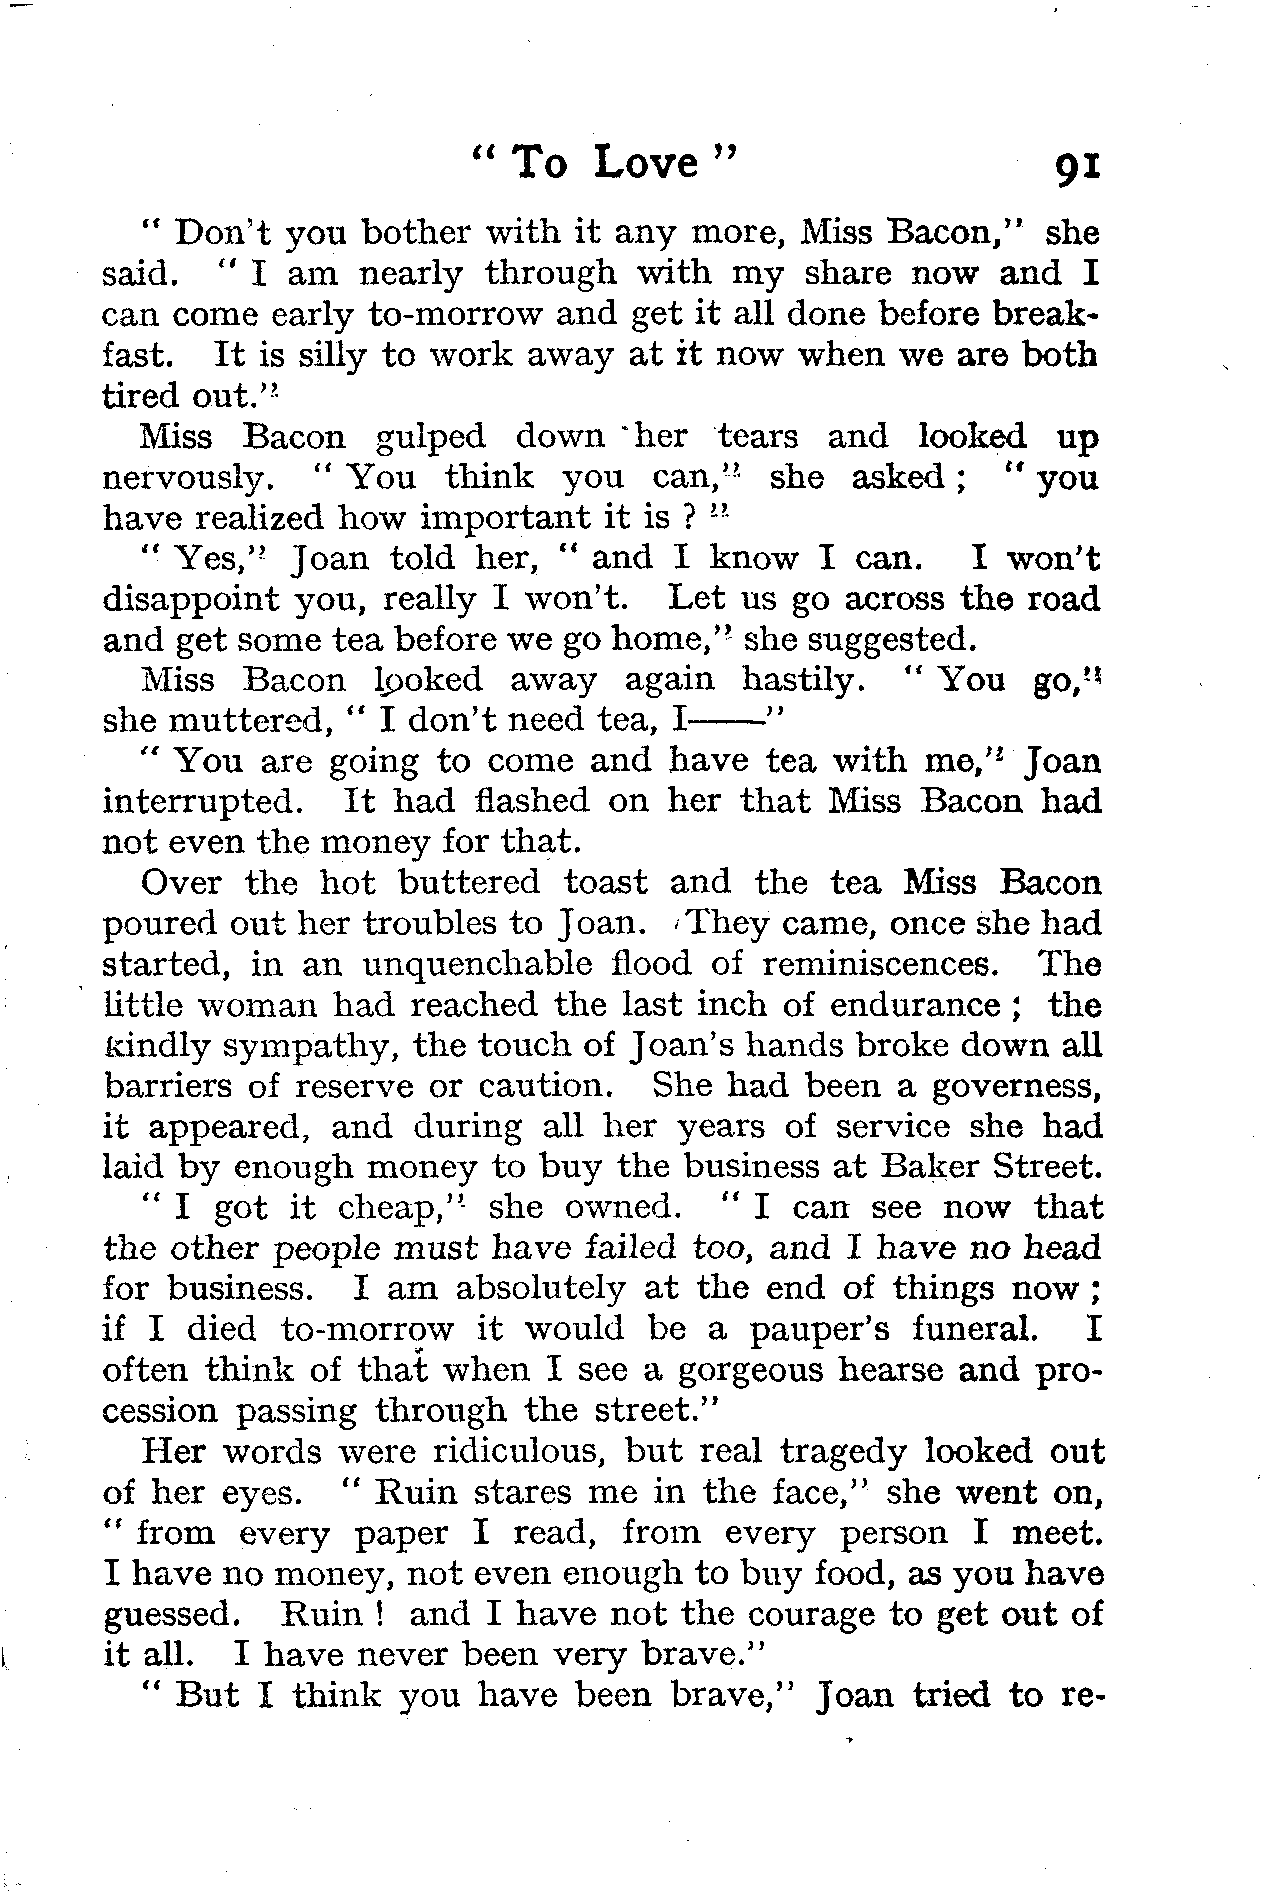 “ To Love ” 91
“ Don't you bother with it any more, Miss Bacon,” she
said. “ I am nearly through with my share now and I
can come early to-morrow and get it all done before break-
fast. It is silly to work away at it now when we are both
tired out.”
Miss Bacon gulped down her tears and looked up
nervously. “ You think you can,” she asked ; “ you
have realized how important it is ? ”
“ Yes,” Joan told her, “ and I know I can. I won't
disappoint you, really I won't. Let us go across the road
and get some tea before we go home,” she suggested.
Miss Bacon looked away again hastily. “ You go,”
she muttered, “ I don't need tea, I——”
“ You are going to come and have tea with me,” Joan
interrupted. It had flashed on her that Miss Bacon had
not even the money for that.
Over the hot buttered toast and the tea Miss Bacon
poured out her troubles to Joan. They came, once she had
started, in an unquenchable flood of reminiscences. The
little woman had reached the last inch of endurance ; the
kindly sympathy, the touch of Joan's hands broke down all
barriers of reserve or caution. She had been a governess,
it appeared, and during all her years of service she had
laid by enough money to buy the business at Baker Street.
“ I got it cheap,” she owned. “ I can see now that
the other people must have failed too, and I have no head
for business. I am absolutely at the end of things now ;
if I died to-morrow it would be a pauper's funeral. I
often think of that when I see a gorgeous hearse and pro-
cession passing through the street.”
Her words were ridiculous, but real tragedy looked out
of her eyes. “ Ruin stares me in the face,” she went on,
“ from every paper I read, from every person I meet.
I have no money, not even enough to buy food, as you have
guessed. Ruin ! and I have not the courage to get out of
it all. I have never been very brave.”
“ But I think you have been brave,” Joan tried to re-